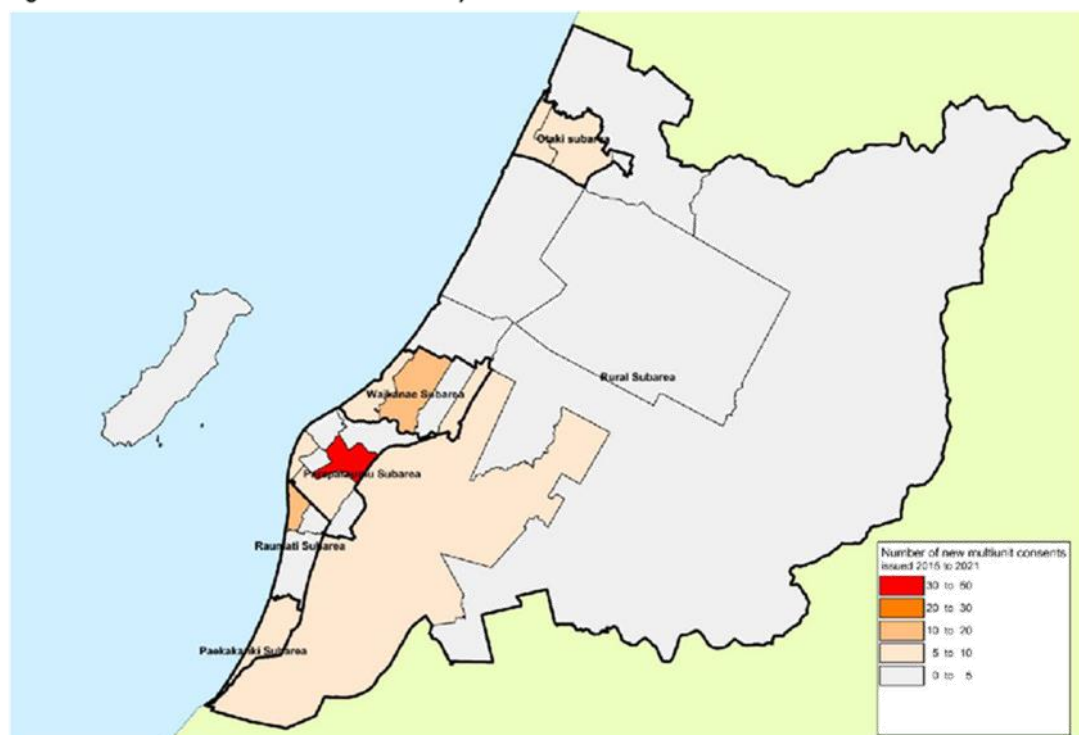 Otaki subarea
Rural Subarea
Waikanae Subarea
Subarea
Raumati Subarea
Paekakariki Subarea
Number of new multiunit consents
issued 2015 to 2021
30 to 50
20 to 30
10 to 20
5 to 10
0 to 5